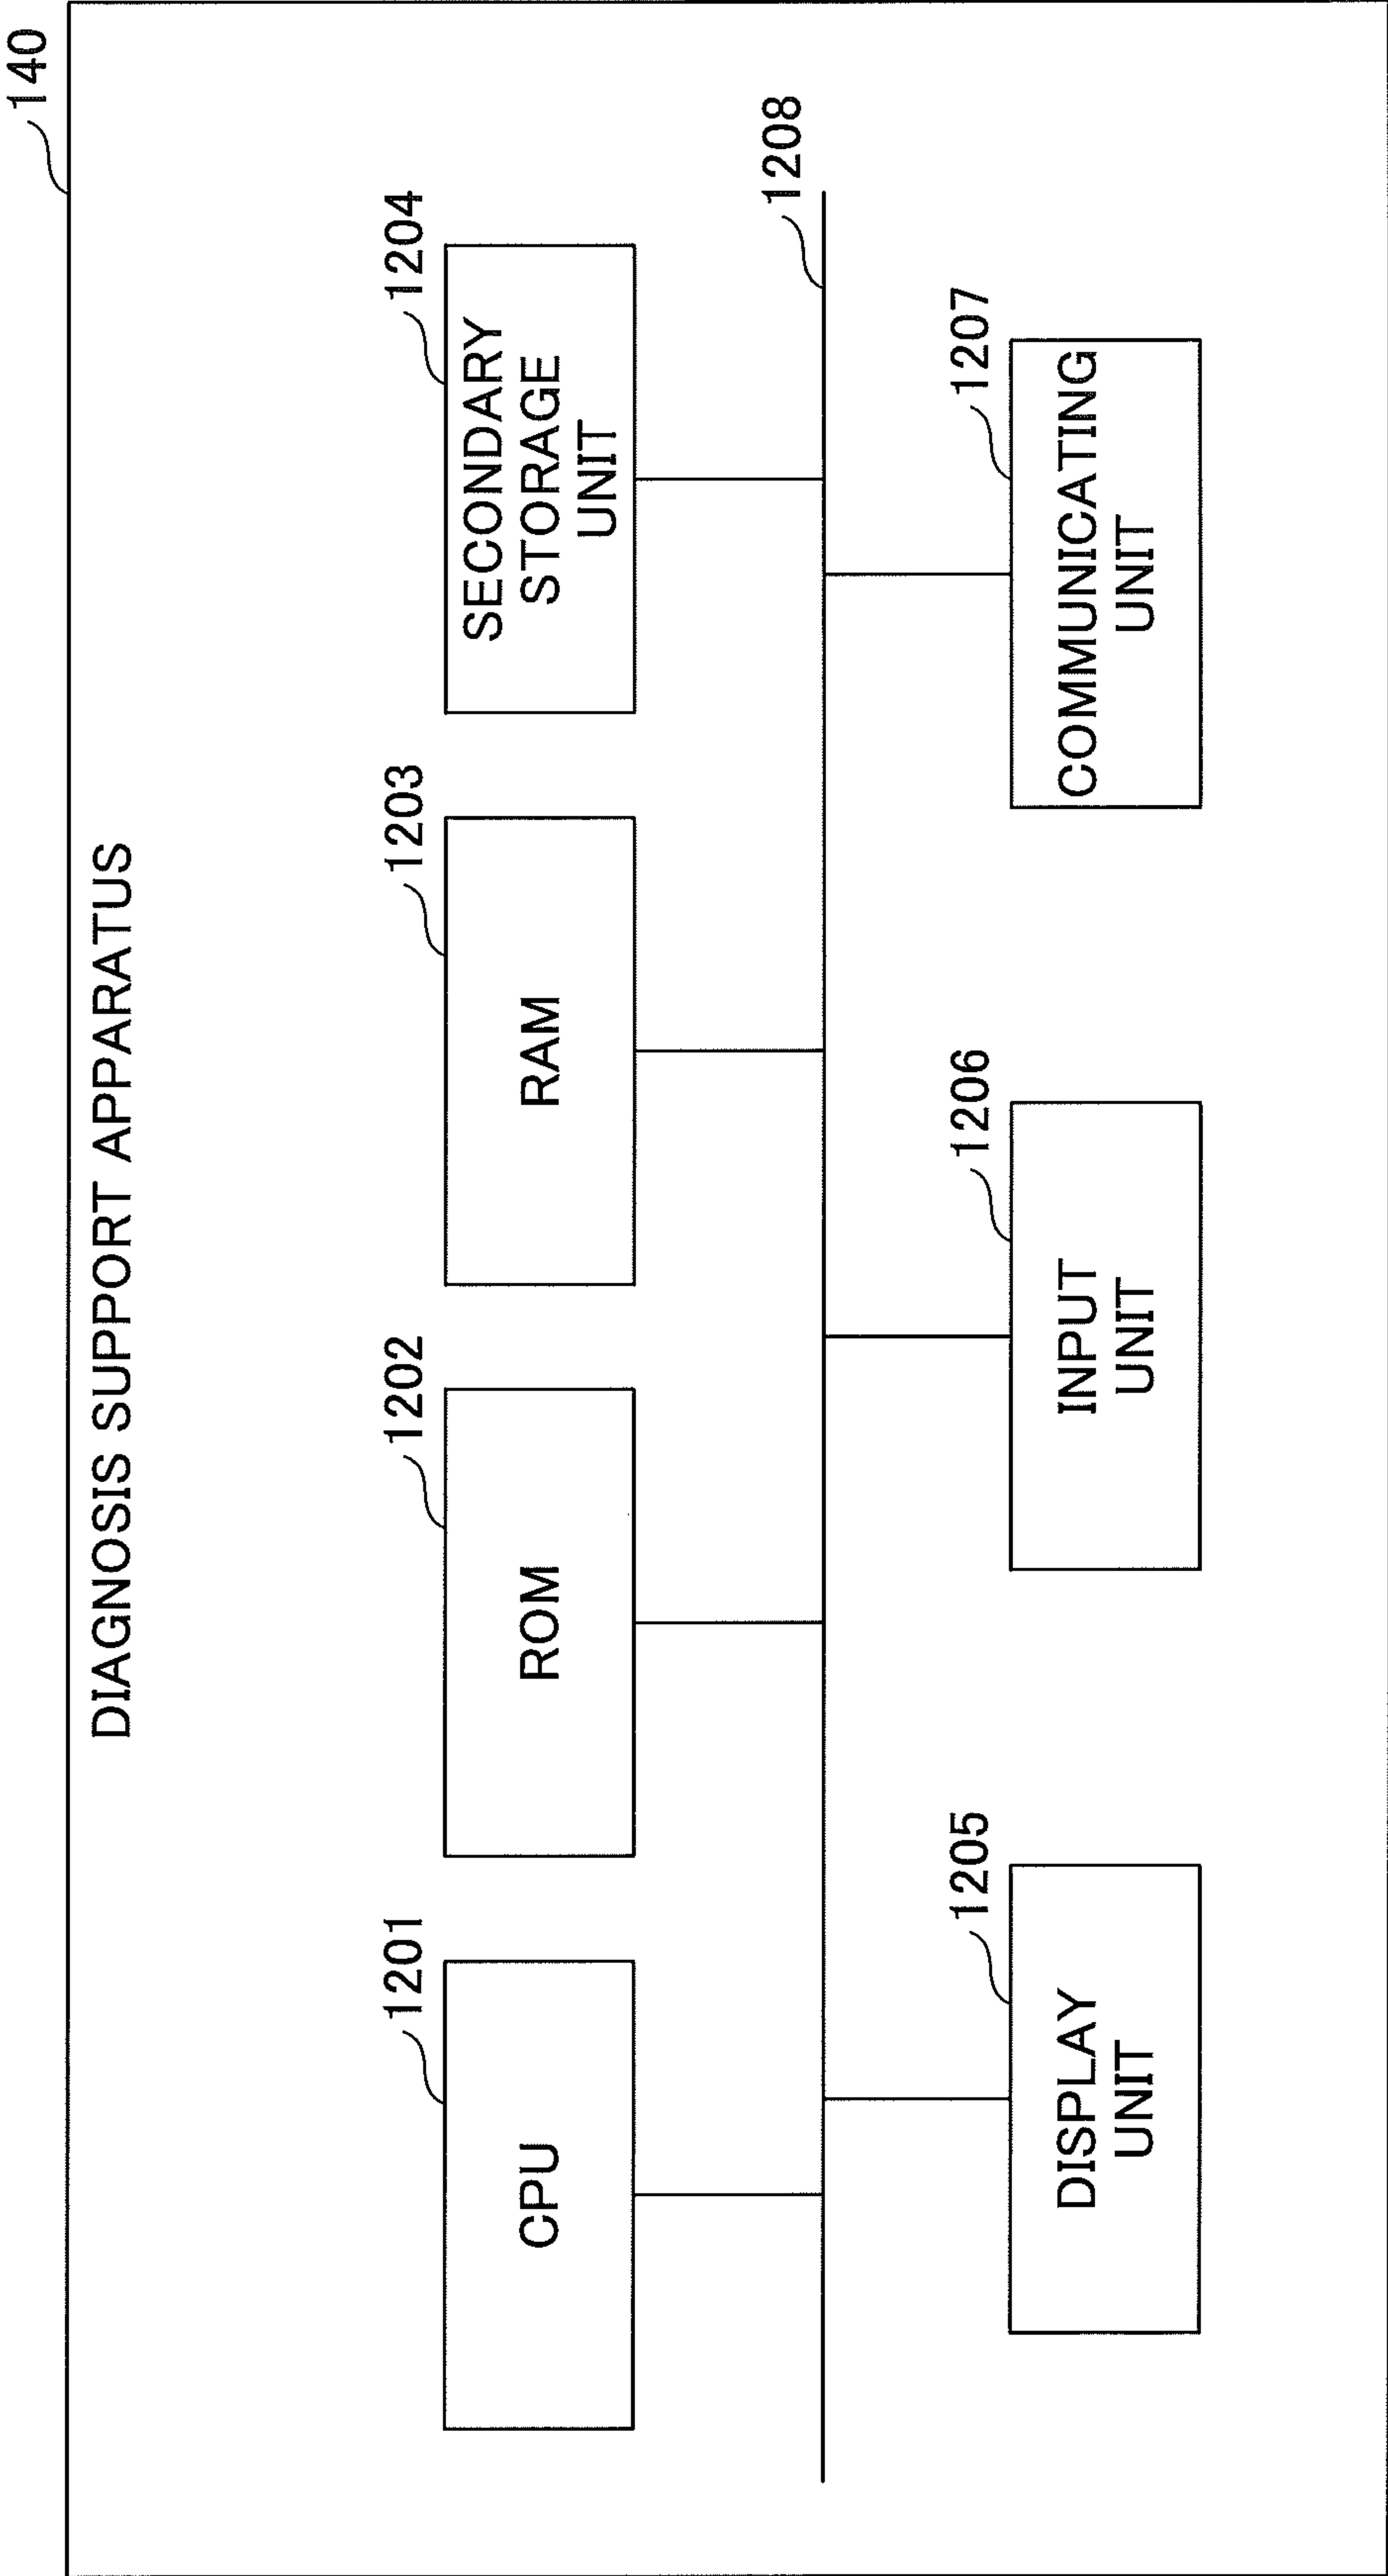 140
DIAGNOSIS SUPPORT APPARATUS
1201
CPU
1202
ROM
1203
RAM
1204
SECONDARY
STORAGE
UNIT
1208
1205
DISPLAY
UNIT
1206
INPUT
UNIT
1207
COMMUNICATING
UNIT